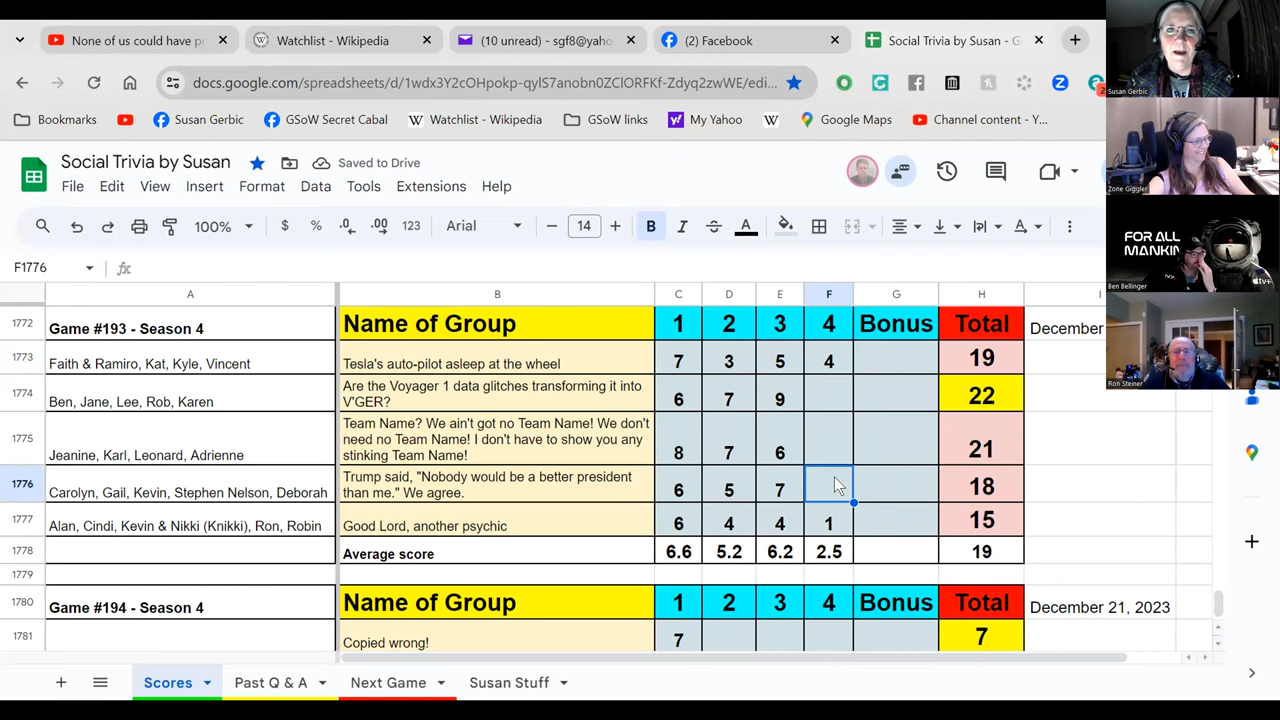 None of us could have pr
Watchlist - Wikipedia
(10 unread) - sgf8@yaho
(2) Facebook
Social Trivia by Susan - G
docs.google.com/spreadsheets/d/1wdx3Y2cOHpokp-qylS7anobn0ZClORFKf-Zdyq2zwWE/edi...
Bookmarks
Susan Gerbic
GSoW Secret Cabal
Watchlist - Wikipedia
GSoW links
My Yahoo
Google Maps
Channel content - Y...
Social Trivia by Susan
Saved to Drive
File Edit View Insert Format Data Tools Extensions Help
100% $ % .0 .00 123 Arial 14 B I A
F1776
A B C D E F G H I
1772 Game #193 - Season 4 Name of Group 1 2 3 4 Bonus Total December
1773 Faith & Ramiro, Kat, Kyle, Vincent Tesla's auto-pilot asleep at the wheel 7 3 5 4 19
Are the Voyager 1 data glitches transforming it into
1774 Ben, Jane, Lee, Rob, Karen V'GER? 6 7 9 22
Team Name? We ain't got no Team Name! We don't
need no Team Name! I don't have to show you any
1775 Jeanine, Karl, Leonard, Adrienne stinking Team Name! 8 7 6 21
Trump said, "Nobody would be a better president
1776 Carolyn, Gail, Kevin, Stephen Nelson, Deborah than me." We agree. 6 5 7 18
1777 Alan, Cindi, Kevin & Nikki (Knikki), Ron, Robin Good Lord, another psychic 6 4 4 1 15
1778 Average score 6.6 5.2 6.2 2.5 19
1779
1780 Game #194 - Season 4 Name of Group 1 2 3 4 Bonus Total December 21, 2023
1781 Copied wrong! 7 7
Scores
Past Q & A
Next Game
Susan Stuff
Susan Gerbic
Zone Giggler
FOR ALL
MANKIN
tv+
Ben Bellinger
Ron Steiner